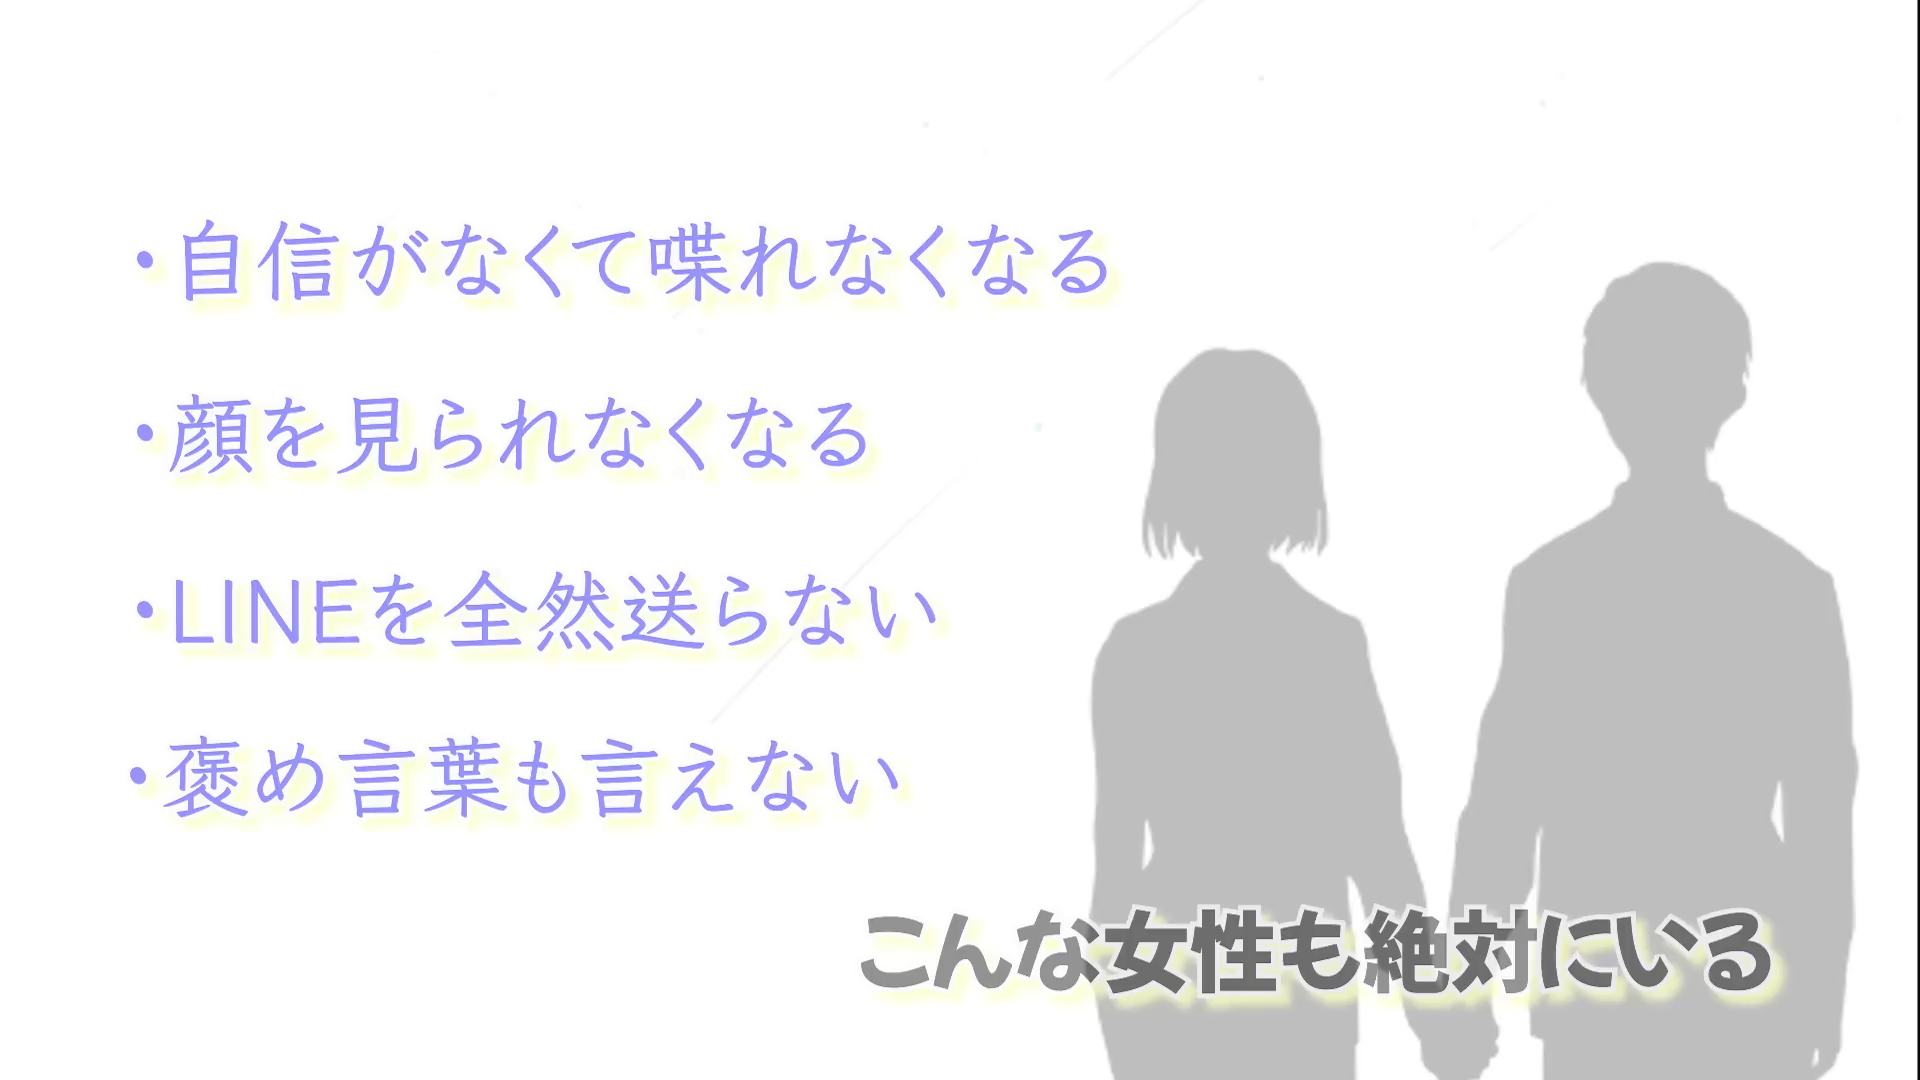 ・自信がなくて喋れなくなる
・顔を見られなくなる
・LINEを全然送らない
・褒め言葉も言えない
こんな女性も絶対にいる